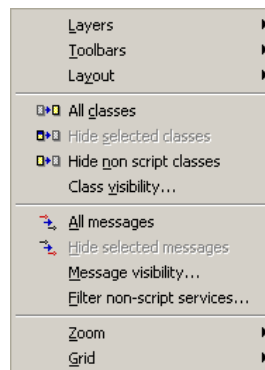 Layers
Toolbars
Layout
All classes
Hide selected classes
Hide non script classes
Class visibility...
All messages
Hide selected messages
Message visibility...
Filter non-script services...
Zoom
Grid